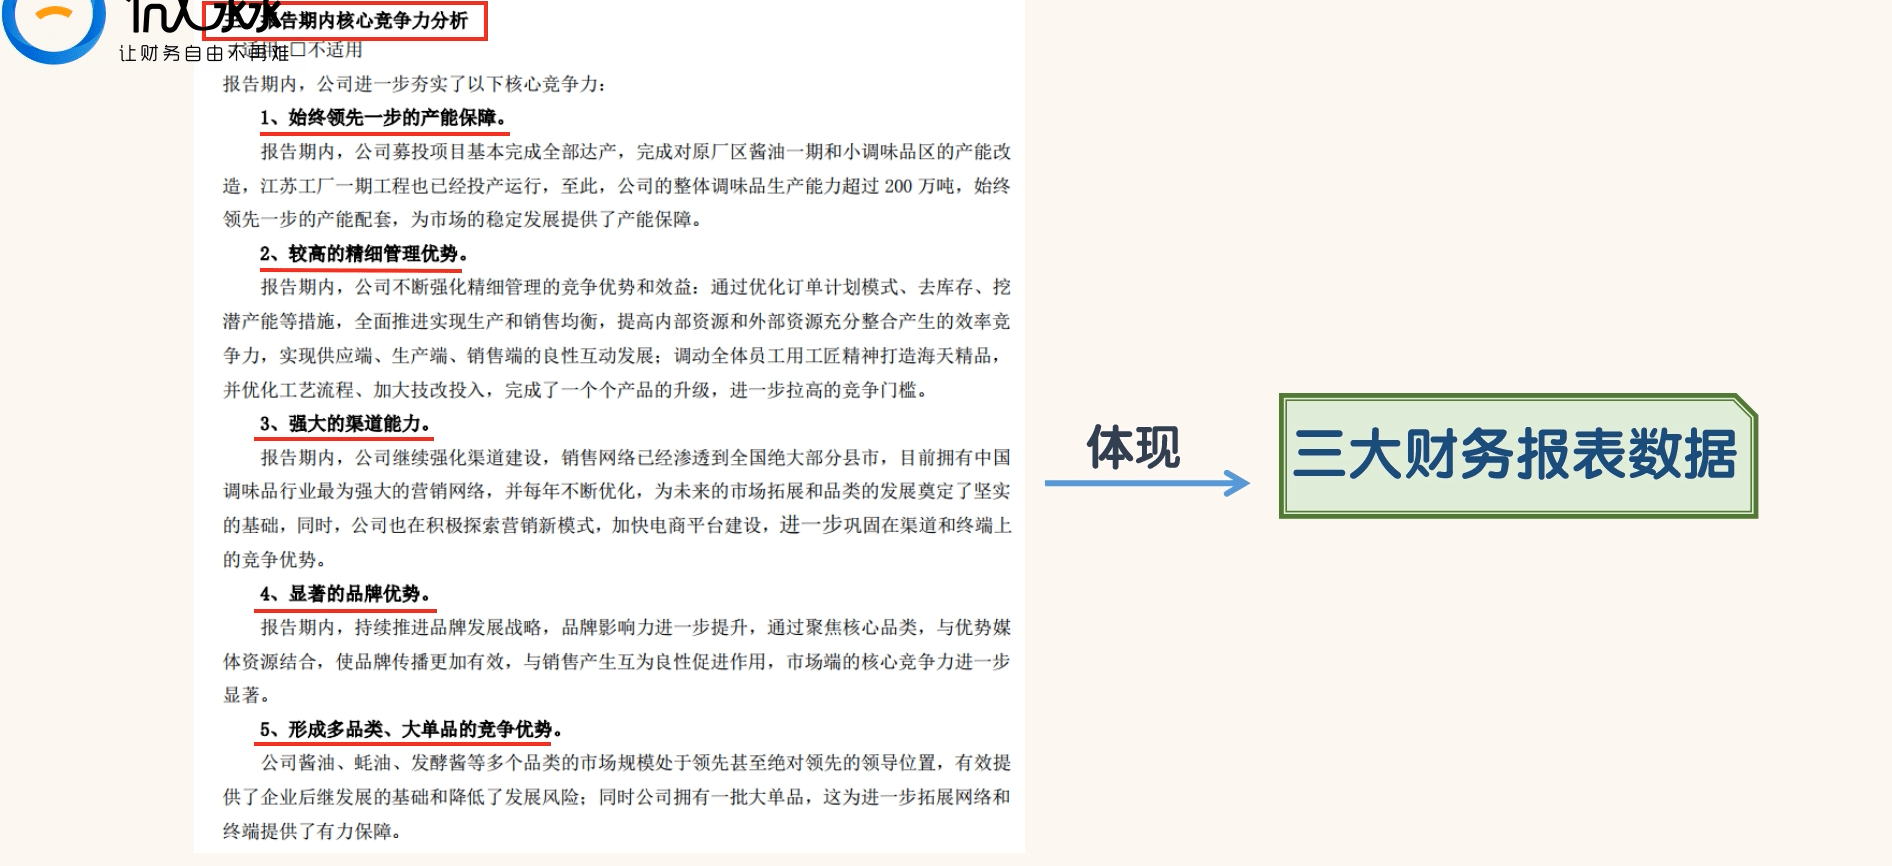 报告期内核心竞争力分析
让财务自由不再难
适用 □不适用
报告期内，公司进一步夯实了以下核心竞争力：
1、始终领先一步的产能保障。
报告期内，公司募投项目基本完成全部达产，完成对原厂区酱油一期和小调味品区的产能改
造，江苏工厂一期工程也已经投产运行，至此，公司的整体调味品生产能力超过 200 万吨，始终
领先一步的产能配套，为市场的稳定发展提供了产能保障。
2、较高的精细管理优势。
报告期内，公司不断强化精细管理的竞争优势和效益：通过优化订单计划模式、去库存、挖
潜产能等措施，全面推进实现生产和销售均衡，提高内部资源和外部资源充分整合产生的效率竞
争力，实现供应端、生产端、销售端的良性互动发展；调动全体员工用工匠精神打造海天精品，
并优化工艺流程、加大技改投入，完成了一个个产品的升级，进一步拉高的竞争门槛。
3、强大的渠道能力。
报告期内，公司继续强化渠道建设，销售网络已经渗透到全国绝大部分县市，目前拥有中国
调味品行业最为强大的营销网络，并每年不断优化，为未来的市场拓展和品类的发展奠定了坚实
的基础，同时，公司也在积极探索营销新模式，加快电商平台建设，进一步巩固在渠道和终端上
的竞争优势。
4、显著的品牌优势。
报告期内，持续推进品牌发展战略，品牌影响力进一步提升，通过聚焦核心品类，与优势媒
体资源结合，使品牌传播更加有效，与销售产生互为良性促进作用，市场端的核心竞争力进一步
显著。
5、形成多品类、大单品的竞争优势。
公司酱油、蚝油、发酵酱等多个品类的市场规模处于领先甚至绝对领先的领导位置，有效提
供了企业后继发展的基础和降低了发展风险；同时公司拥有一批大单品，这为进一步拓展网络和
终端提供了有力保障。
体现
三大财务报表数据